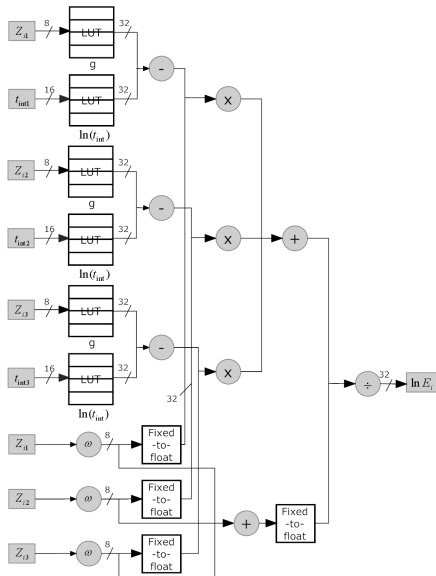 Z_i1 8 LUT 32
g
-
t_int1 16 LUT 32
ln(t_int)
x
Z_i2 8 LUT 32
g
-
t_int2 16 LUT 32
ln(t_int)
x
+
Z_i3 8 LUT 32
g
-
t_int3 16 LUT 32
ln(t_int)
x
32
÷ 32 ln E_i
Z_i1 ω 8 Fixed
-to-
float
Z_i2 ω 8 Fixed
-to-
float
+ Fixed
-to-
float
Z_i3 ω 8 Fixed
-to-
float